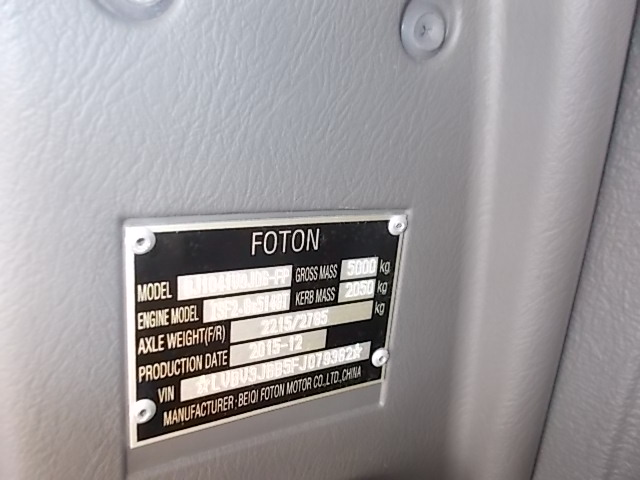 FOTON
MODEL GROSS MASS 5000 kg
ENGINE MODEL KERB MASS 2050 kg
AXLE WEIGHT(F/R) 2215/2785 kg
PRODUCTION DATE 2015-12
VIN
MANUFACTURER: BEIQI FOTON MOTOR CO.,LTD,CHINA